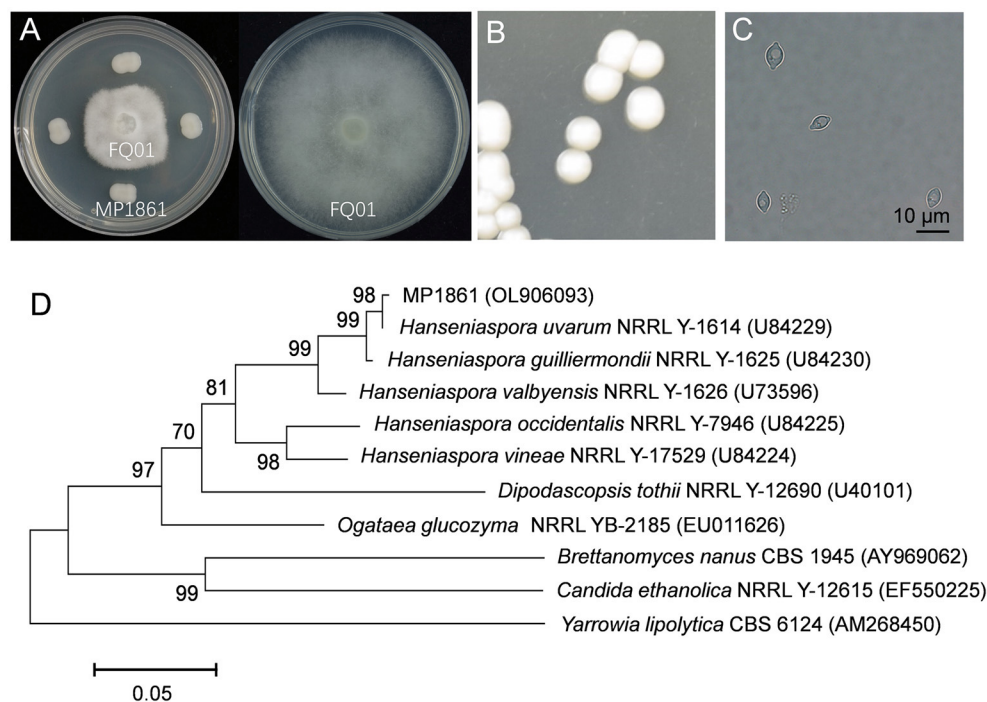 A
FQ01
MP1861
FQ01
B
C
10 µm
D
98
MP1861 (OL906093)
99
Hanseniaspora uvarum NRRL Y-1614 (U84229)
99
Hanseniaspora guilliermondii NRRL Y-1625 (U84230)
81
Hanseniaspora valbyensis NRRL Y-1626 (U73596)
Hanseniaspora occidentalis NRRL Y-7946 (U84225)
70
98
Hanseniaspora vineae NRRL Y-17529 (U84224)
97
Dipodascopsis tothii NRRL Y-12690 (U40101)
Ogataea glucozyma NRRL YB-2185 (EU011626)
Brettanomyces nanus CBS 1945 (AY969062)
99
Candida ethanolica NRRL Y-12615 (EF550225)
Yarrowia lipolytica CBS 6124 (AM268450)
0.05